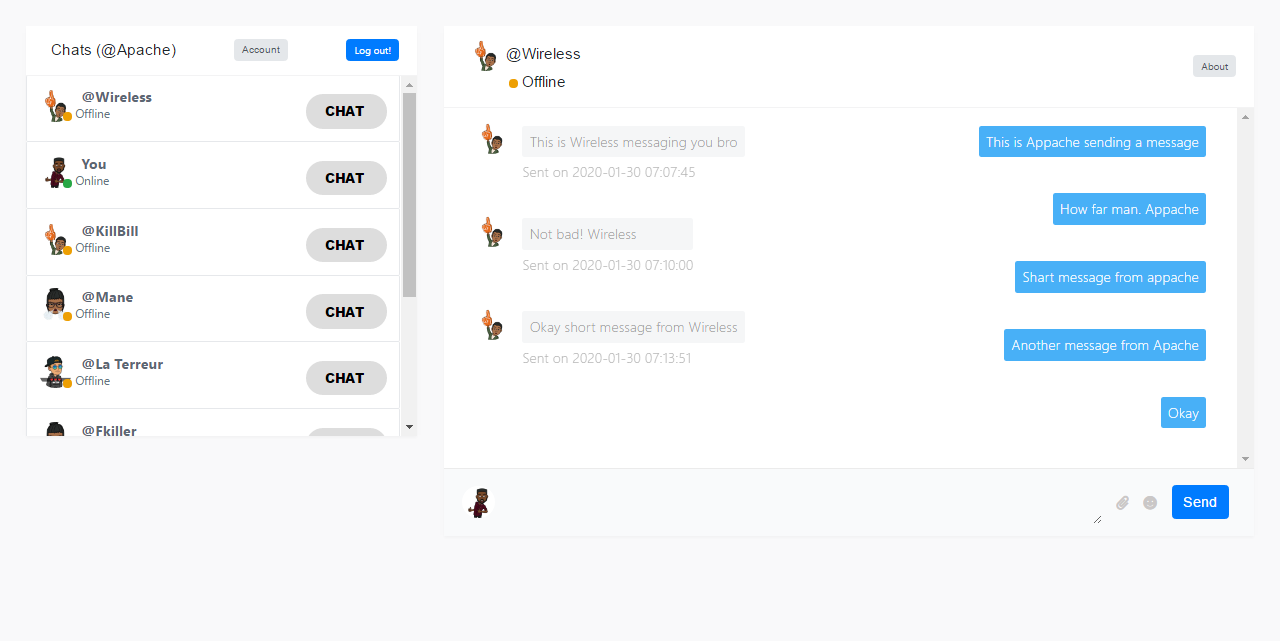 Chats (@Apache)
Account
Log out!
@Wireless
Offline
CHAT
You
Online
CHAT
@KillBill
Offline
CHAT
@Mane
Offline
CHAT
@La Terreur
Offline
CHAT
@Fkiller
@Wireless
Offline
About
This is Wireless messaging you bro
Sent on 2020-01-30 07:07:45
This is Appache sending a message
How far man. Appache
Not bad! Wireless
Sent on 2020-01-30 07:10:00
Shart message from appache
Okay short message from Wireless
Sent on 2020-01-30 07:13:51
Another message from Apache
Okay
Send